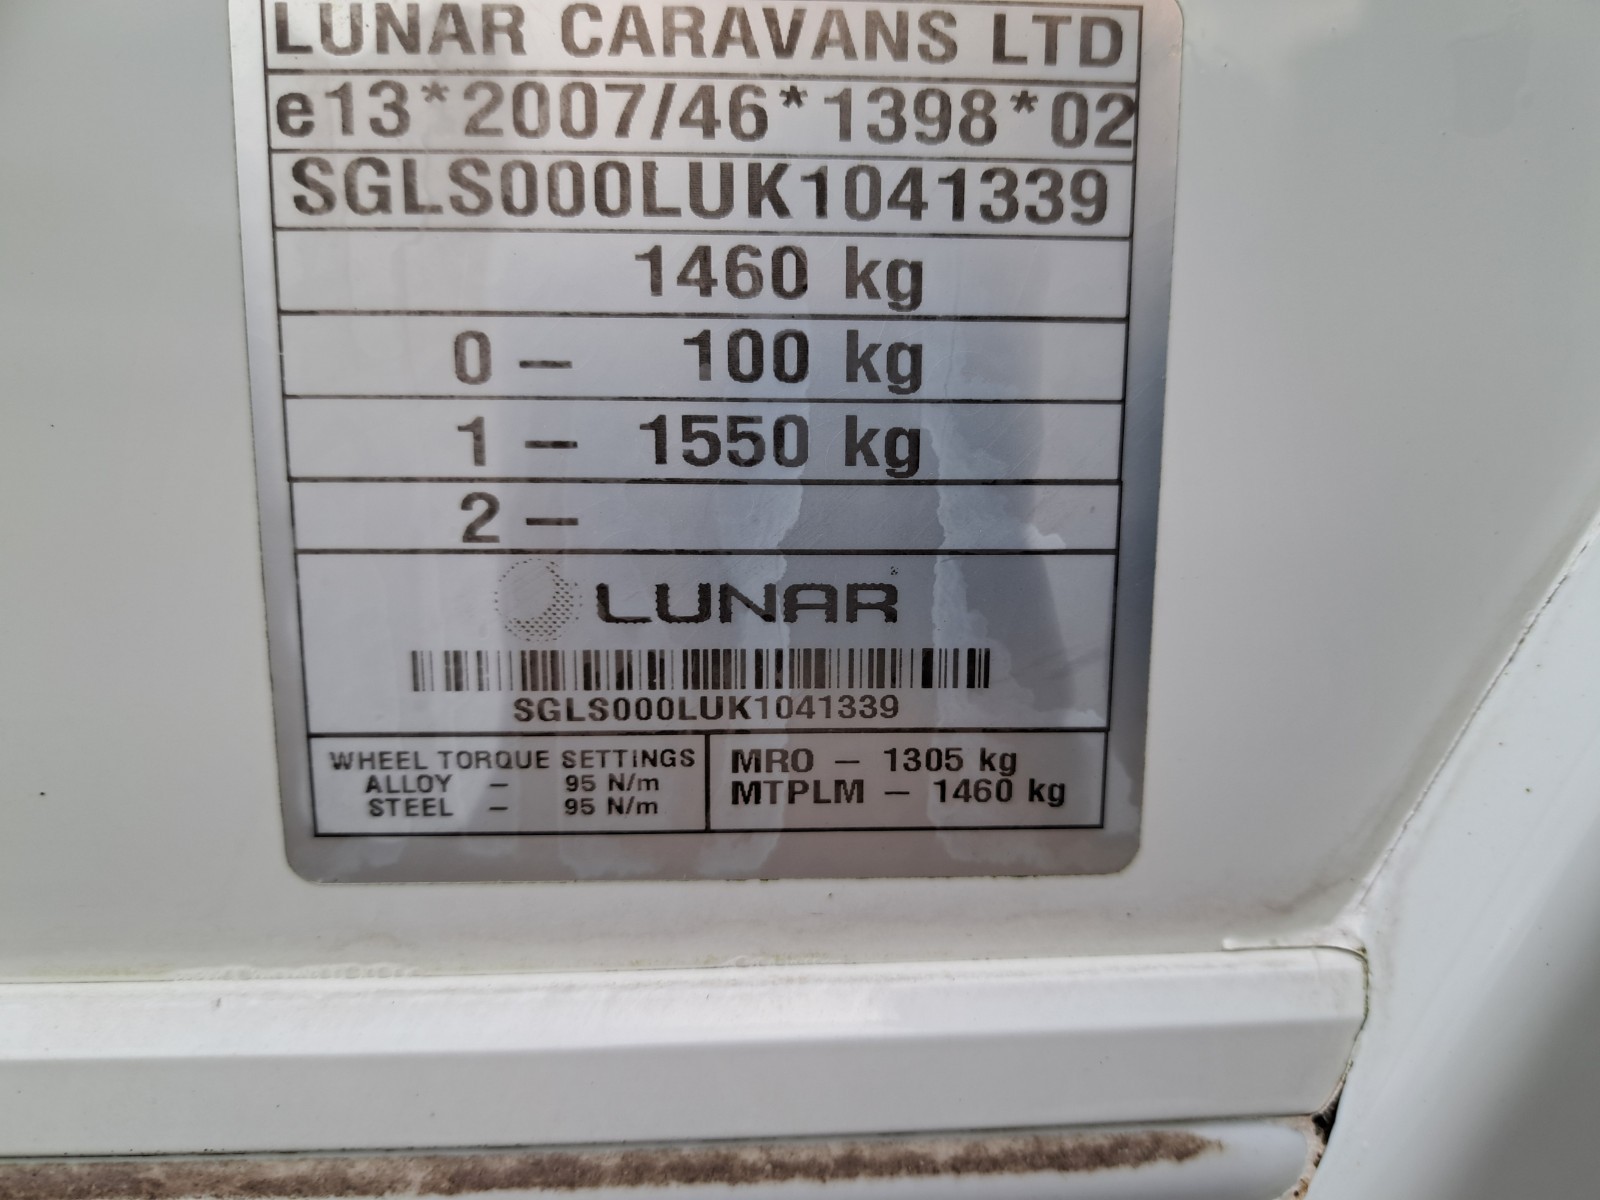 LUNAR CARAVANS LTD
e13*2007/46*1398*02
SGLS000LUK1041339
1460 kg
0 – 100 kg
1 – 1550 kg
2 –
LUNAR
SGLS000LUK1041339
WHEEL TORQUE SETTINGS
ALLOY – 95 N/m
STEEL – 95 N/m
MRO – 1305 kg
MTPLM – 1460 kg